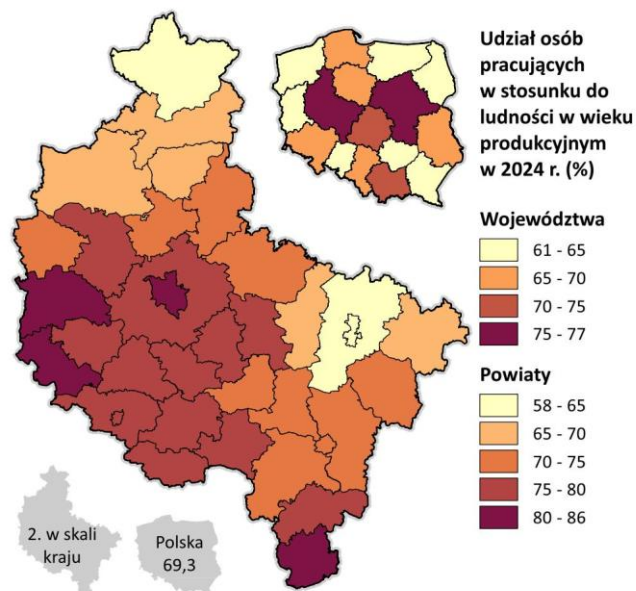 Udział osób
pracujących
w stosunku do
ludności w wieku
produkcyjnym
w 2024 r. (%)
Województwa
61 - 65
65 - 70
70 - 75
75 - 77
Powiaty
58 - 65
65 - 70
70 - 75
75 - 80
80 - 86
2. w skali
kraju
Polska
69,3